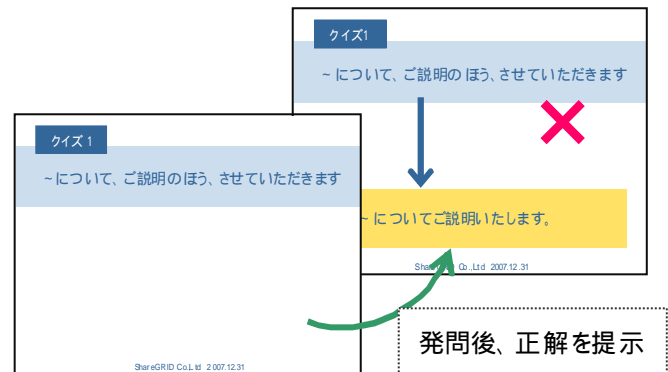 クイズ1
~について、ご説明のほう、させていただきます
クイズ 1
~について、ご説明のほう、させていただきます
~についてご説明いたします。
Co.,Ltd 2007.12.31
発問後、正解を提示
ShareGRID Co.,Ltd 2007.12.31